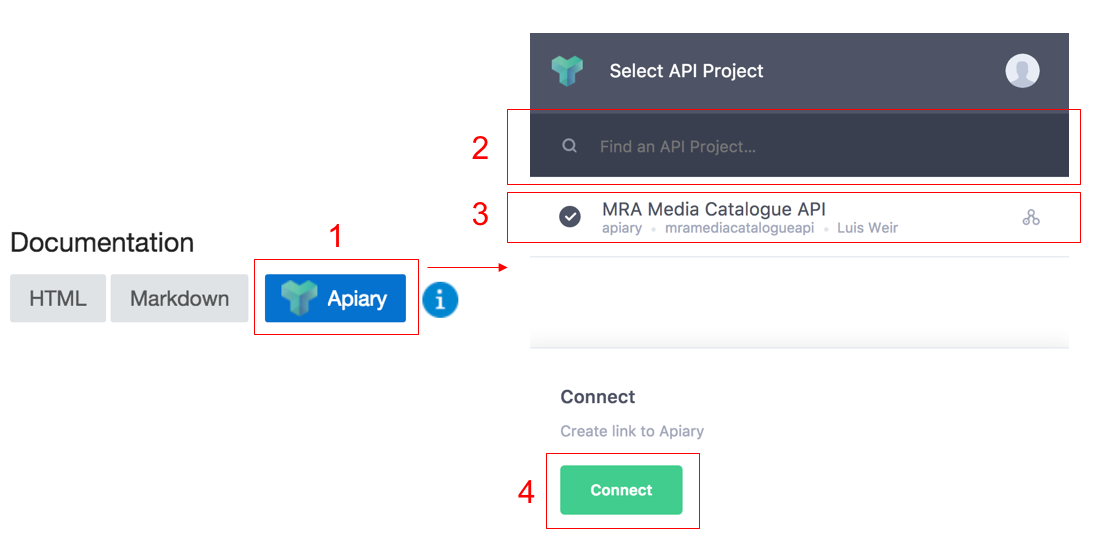 Documentation
HTML
Markdown
1
Apiary
i
Select API Project
2
Find an API Project...
3
MRA Media Catalogue API
apiary • mramediacatalogueapi • Luis Weir
Connect
Create link to Apiary
4
Connect